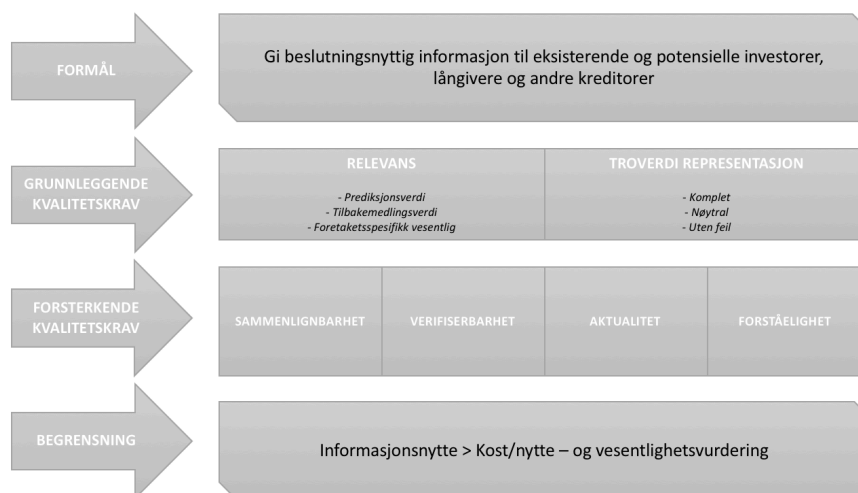 FORMÅL
Gi beslutningsnyttig informasjon til eksisterende og potensielle investorer,
långivere og andre kreditorer
GRUNNLEGGENDE
KVALITETSKRAV
RELEVANS
- Prediksjonsverdi
- Tilbakemedlingsverdi
- Foretaketsspesifikk vesentlig
TROVERDI REPRESENTASJON
- Komplet
- Nøytral
- Uten feil
FORSTERKENDE
KVALITETSKRAV
SAMMENLIGNBARHET
VERIFISERBARHET
AKTUALITET
FORSTÅELIGHET
BEGRENSNING
Informasjonsnytte > Kost/nytte – og vesentlighetsvurdering